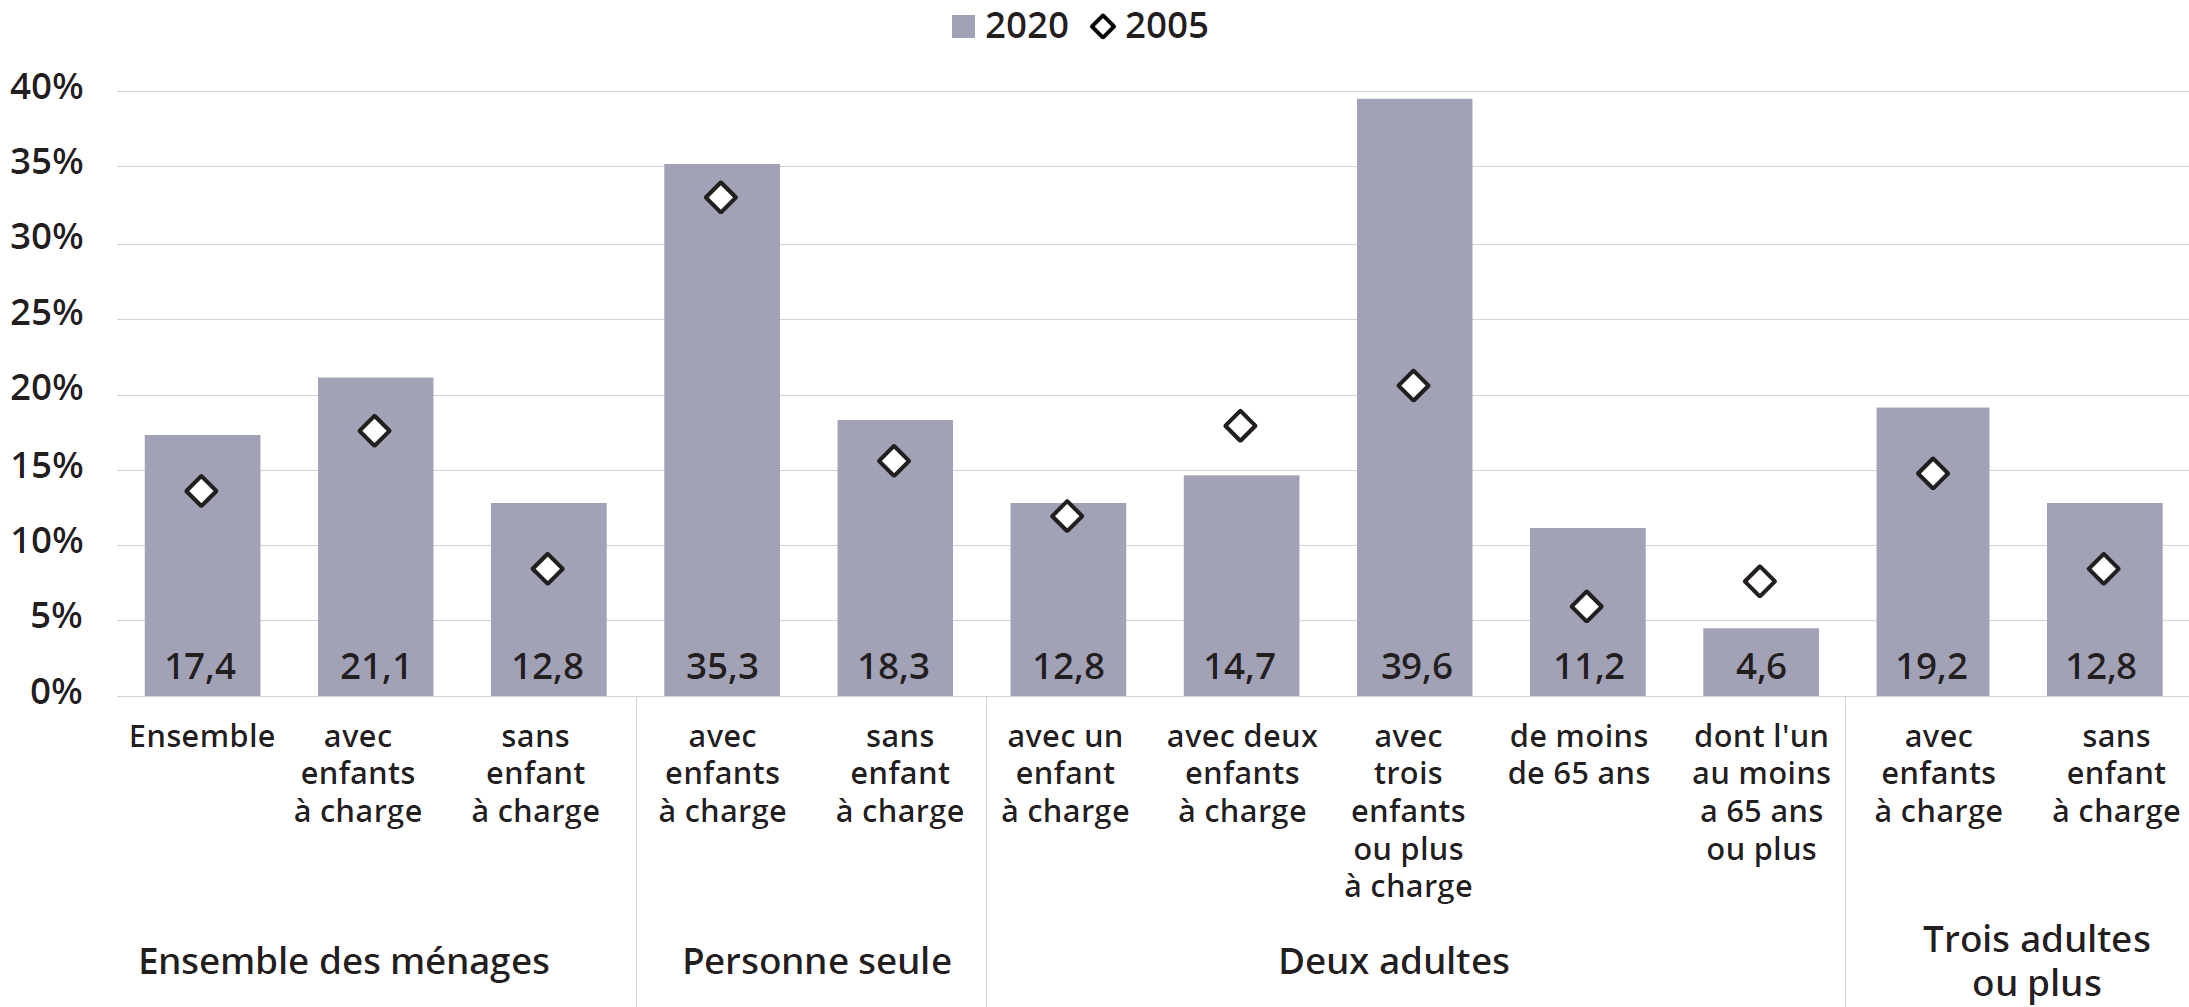 2020 2005
40%
35%
30%
25%
20%
15%
10%
5%
0%
17,4 21,1 12,8 35,3 18,3 12,8 14,7 39,6 11,2 4,6 19,2 12,8
Ensemble
avec
enfants
à charge
sans
enfant
à charge
avec
enfants
à charge
sans
enfant
à charge
avec un
enfant
à charge
avec deux
enfants
à charge
avec
trois
enfants
ou plus
à charge
de moins
de 65 ans
dont l'un
au moins
a 65 ans
ou plus
avec
enfants
à charge
sans
enfant
à charge
Ensemble des ménages
Personne seule
Deux adultes
Trois adultes
ou plus